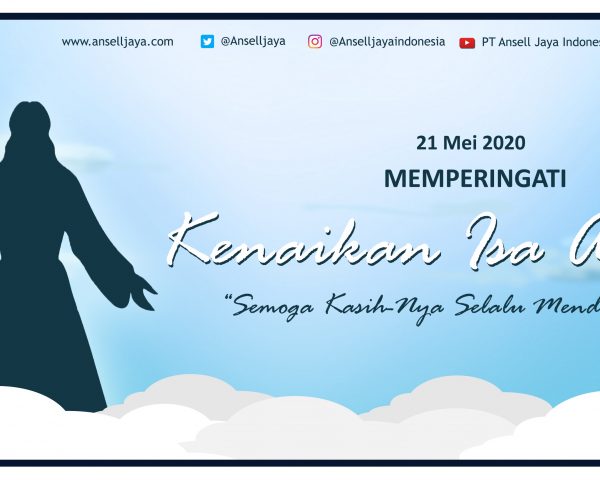 www.anselljaya.com @Anselljaya @Anselljayaindonesia PT Ansell Jaya Indones
21 Mei 2020
MEMPERINGATI
Kenaikan Isa A
“Semoga Kasih-Nya Selalu Mend